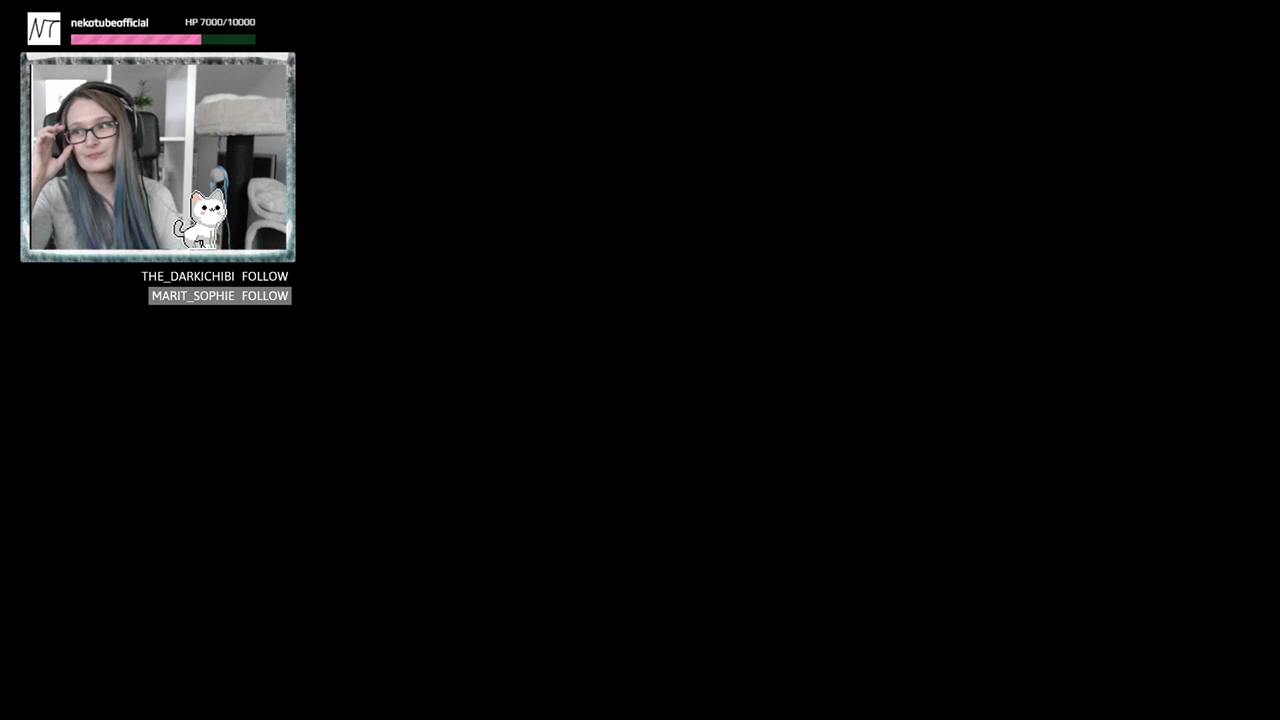 NT
nekotubeofficial
HP 7000/10000
THE_DARKICHIBI FOLLOW
MARIT_SOPHIE FOLLOW